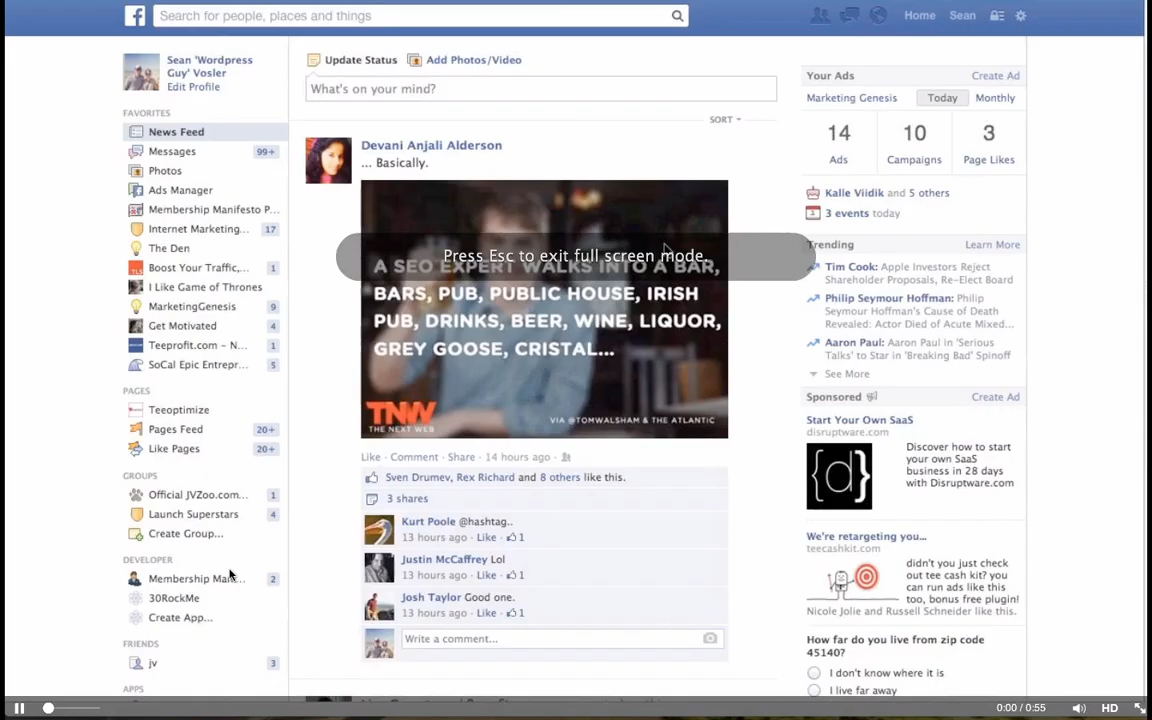 Search for people, places and things
Home
Sean
Sean 'Wordpress
Guy' Vosler
Edit Profile
FAVORITES
News Feed
Messages 99+
Photos
Ads Manager
Membership Manifesto P...
Internet Marketing... 17
The Den
Boost Your Traffic,... 1
I Like Game of Thrones
MarketingGenesis 9
Get Motivated 4
Teeprofit.com - N... 1
SoCal Epic Entrepr... 5
PAGES
Teeoptimize
Pages Feed 20+
Like Pages 20+
GROUPS
Official JVZoo.com... 1
Launch Superstars 4
Create Group...
DEVELOPER
Membership Mani... 2
30RockMe
Create App...
FRIENDS
jv 3
APPS
Update Status
Add Photos/Video
What's on your mind?
SORT
Devani Anjali Alderson
... Basically.
Press Esc to exit full screen mode.
A SEO EXPERT WALKS INTO A BAR,
BARS, PUB, PUBLIC HOUSE, IRISH
PUB, DRINKS, BEER, WINE, LIQUOR,
GREY GOOSE, CRISTAL...
TNW
THE NEXT WEB
VIA @TOMWALSHAM & THE ATLANTIC
Like · Comment · Share · 14 hours ago ·
Sven Drumev, Rex Richard and 8 others like this.
3 shares
Kurt Poole @hashtag..
13 hours ago · Like · 1
Justin McCaffrey Lol
13 hours ago · Like · 1
Josh Taylor Good one.
13 hours ago · Like · 1
Write a comment...
Your Ads
Create Ad
Marketing Genesis
Today
Monthly
14
Ads
10
Campaigns
3
Page Likes
Kalle Viidik and 5 others
3 events today
Trending
Learn More
Tim Cook: Apple Investors Reject
Shareholder Proposals, Re-Elect Board
Philip Seymour Hoffman: Philip
Seymour Hoffman's Cause of Death
Revealed: Actor Died of Acute Mixed...
Aaron Paul: Aaron Paul in 'Serious
Talks' to Star in 'Breaking Bad' Spinoff
See More
Sponsored
Create Ad
Start Your Own SaaS
disruptware.com
{d}
Discover how to start
your own SaaS
business in 28 days
with Disruptware.com
We're retargeting you...
teecashkit.com
didn't you just check
out tee cash kit? you
can run ads like this
too, bonus free plugin!
Nicole Jolie and Russell Schneider like this.
How far do you live from zip code
45140?
I don't know where it is
I live far away
0:00 / 0:55
HD